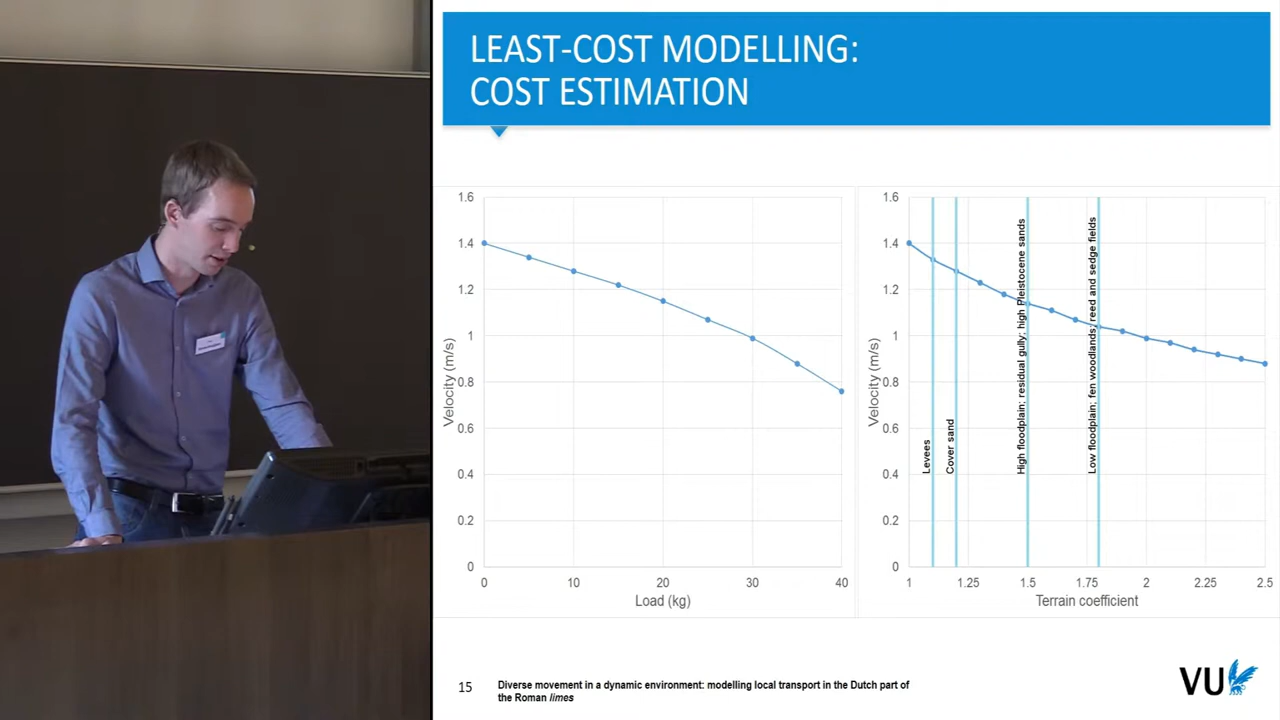 LEAST-COST MODELLING:
COST ESTIMATION
1.6
1.4
1.2
1
0.8
0.6
0.4
0.2
0
Velocity (m/s)
0 10 20 30 40
Load (kg)
1.6
1.4
1.2
1
0.8
0.6
0.4
0.2
0
Velocity (m/s)
Levees
Cover sand
High floodplain; residual gully; high Pleistocene sands
Low floodplain; fen woodlands; reed and sedge fields
1 1.25 1.5 1.75 2 2.25 2.5
Terrain coefficient
15
Diverse movement in a dynamic environment: modelling local transport in the Dutch part of
the Roman limes
VU